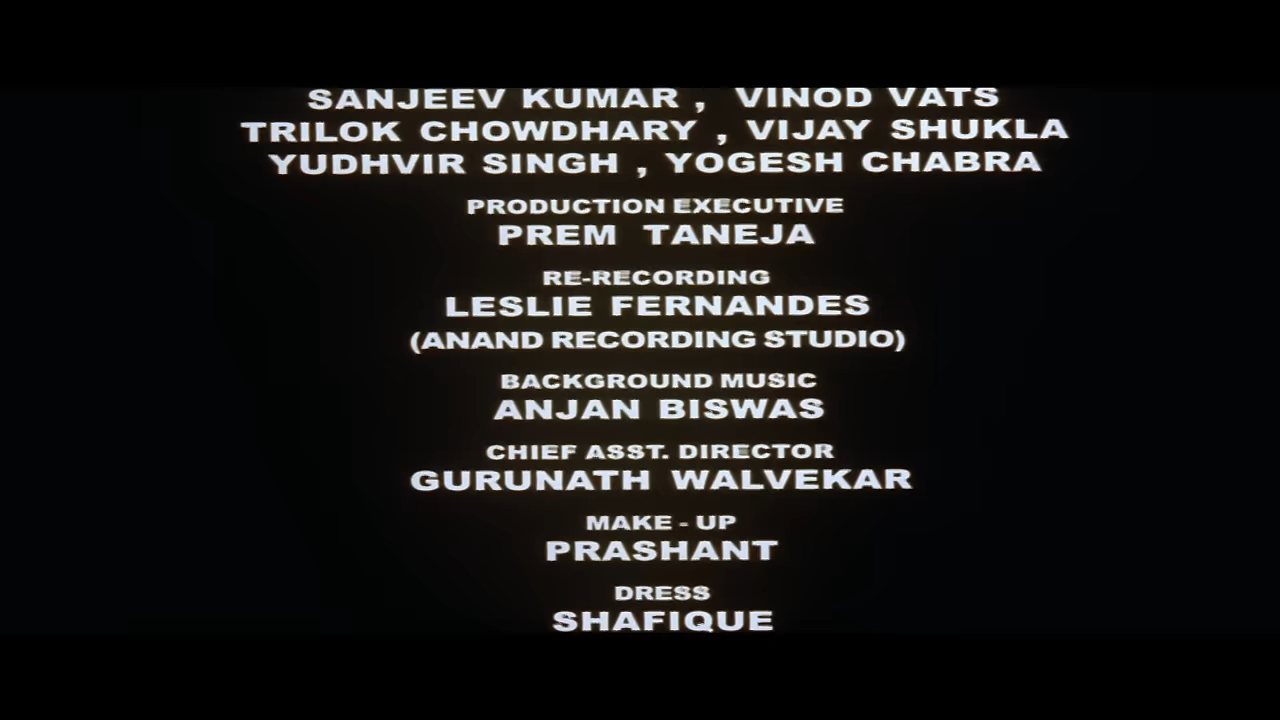 SANJEEV KUMAR , VINOD VATS
TRILOK CHOWDHARY , VIJAY SHUKLA
YUDHVIR SINGH , YOGESH CHABRA
PRODUCTION EXECUTIVE
PREM TANEJA
RE-RECORDING
LESLIE FERNANDES
(ANAND RECORDING STUDIO)
BACKGROUND MUSIC
ANJAN BISWAS
CHIEF ASST. DIRECTOR
GURUNATH WALVEKAR
MAKE - UP
PRASHANT
DRESS
SHAFIQUE